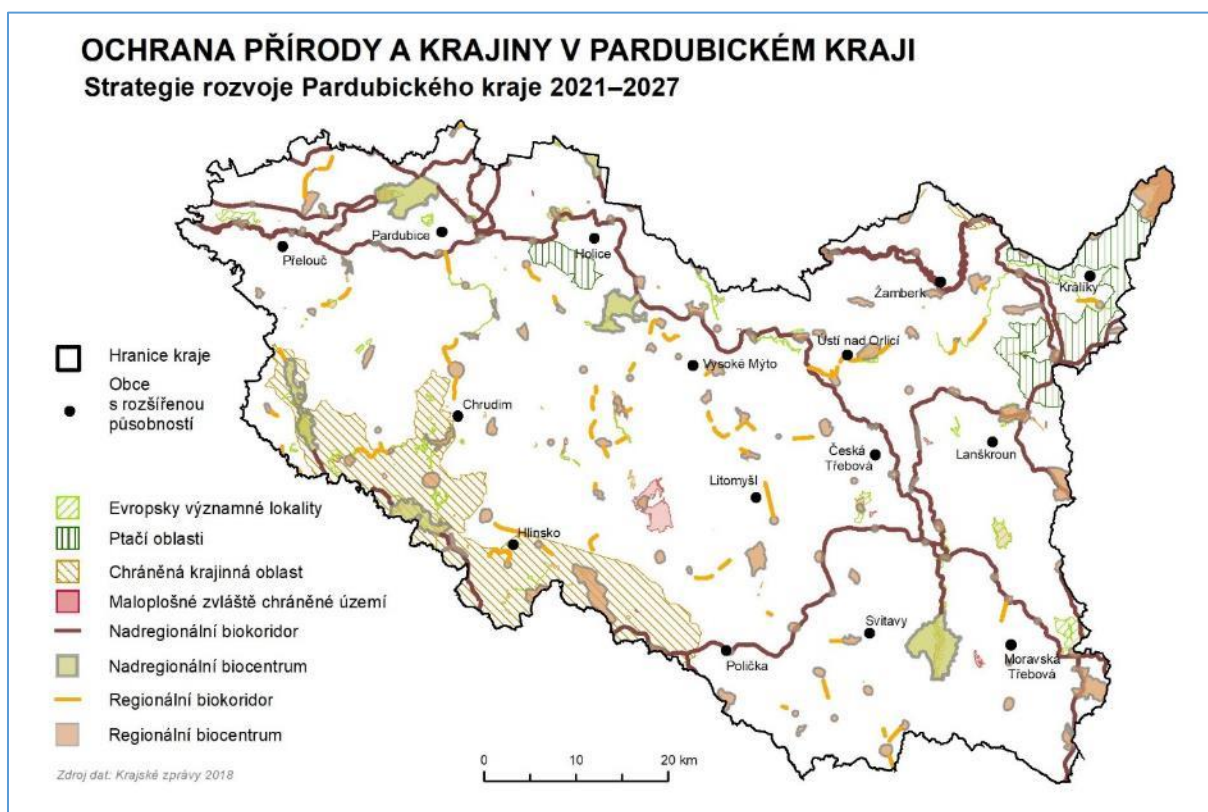 OCHRANA PŘÍRODY A KRAJINY V PARDUBICKÉM KRAJI
Strategie rozvoje Pardubického kraje 2021–2027
Pardubice
Přelouč
Holice
Žamberk
Králíky
Ústí nad Orlicí
Vysoké Mýto
Chrudim
Česká
Třebová
Lanškroun
Litomyšl
Hlinsko
Svitavy
Polička
Moravská
Třebová
Hranice kraje
Obce
s rozšířenou
působností
Evropsky významné lokality
Ptačí oblasti
Chráněná krajinná oblast
Maloplošné zvláště chráněné území
Nadregionální biokoridor
Nadregionální biocentrum
Regionální biokoridor
Regionální biocentrum
Zdroj dat: Krajské zprávy 2018
0 10 20 km